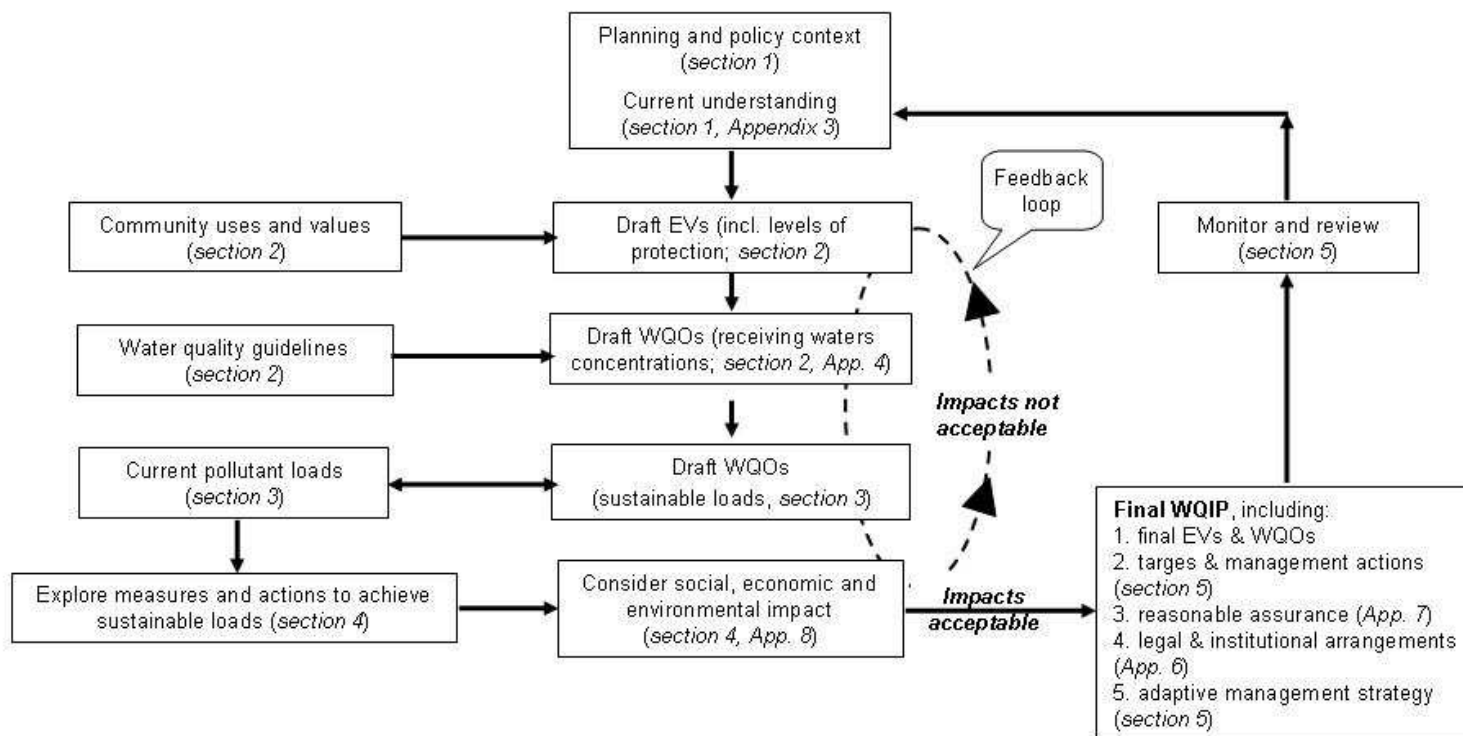 Planning and policy context
(section 1)
Current understanding
(section 1, Appendix 3)
Feedback
loop
Community uses and values
(section 2)
Draft EVs (incl. levels of
protection; section 2)
Monitor and review
(section 5)
Water quality guidelines
(section 2)
Draft WQOs (receiving waters
concentrations; section 2, App. 4)
Impacts not
acceptable
Current pollutant loads
(section 3)
Draft WQOs
(sustainable loads, section 3)
Explore measures and actions to achieve
sustainable loads (section 4)
Consider social, economic and
environmental impact
(section 4, App. 8)
Impacts
acceptable
Final WQIP, including:
1. final EVs & WQOs
2. targes & management actions
(section 5)
3. reasonable assurance (App. 7)
4. legal & institutional arrangements
(App. 6)
5. adaptive management strategy
(section 5)